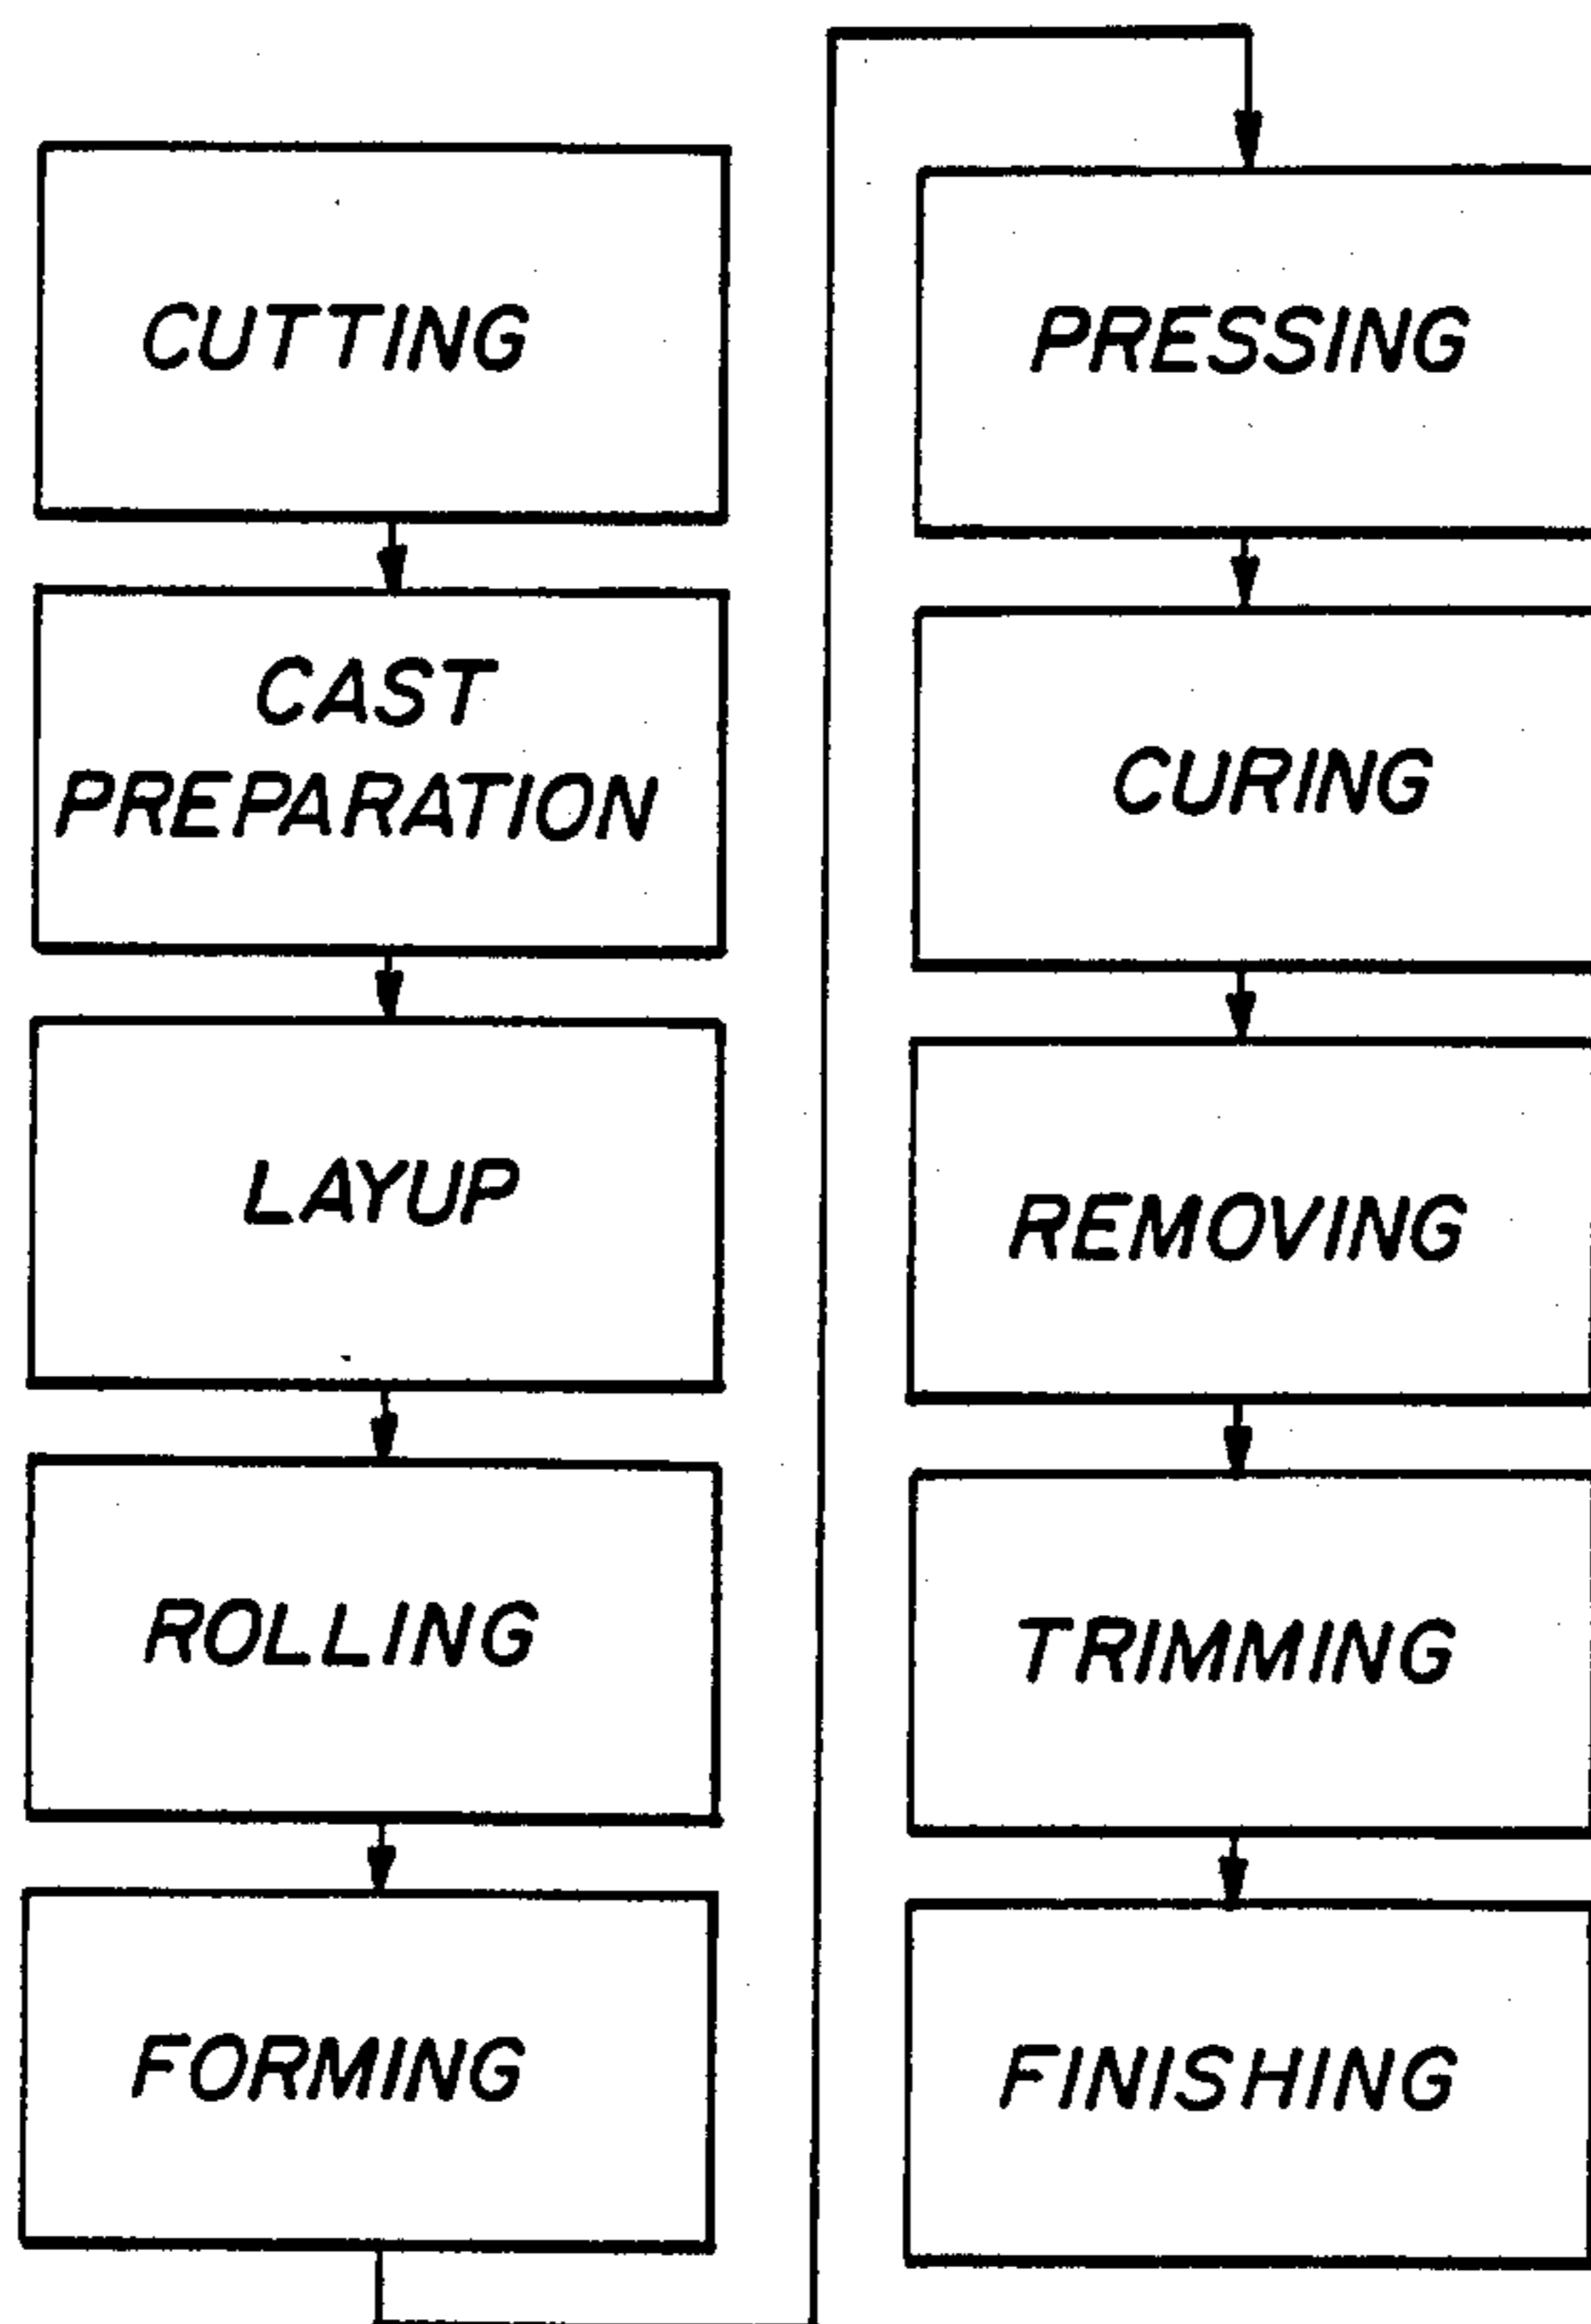 CUTTING
CAST
PREPARATION
LAYUP
ROLLING
FORMING
PRESSING
CURING
REMOVING
TRIMMING
FINISHING